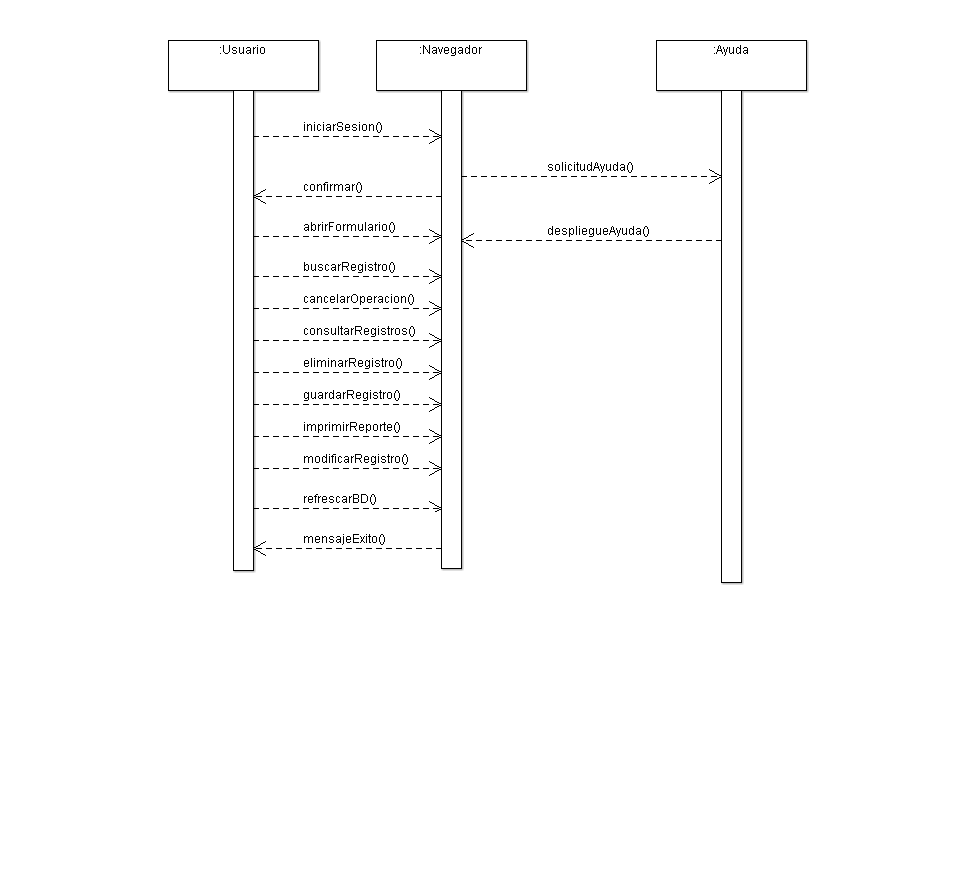 :Usuario
:Navegador
:Ayuda
iniciarSesion()
solicitudAyuda()
confirmar()
abrirFormulario()
despliegueAyuda()
buscarRegistro()
cancelarOperacion()
consultarRegistros()
eliminarRegistro()
guardarRegistro()
imprimirReporte()
modificarRegistro()
refrescarBD()
mensajeExito()